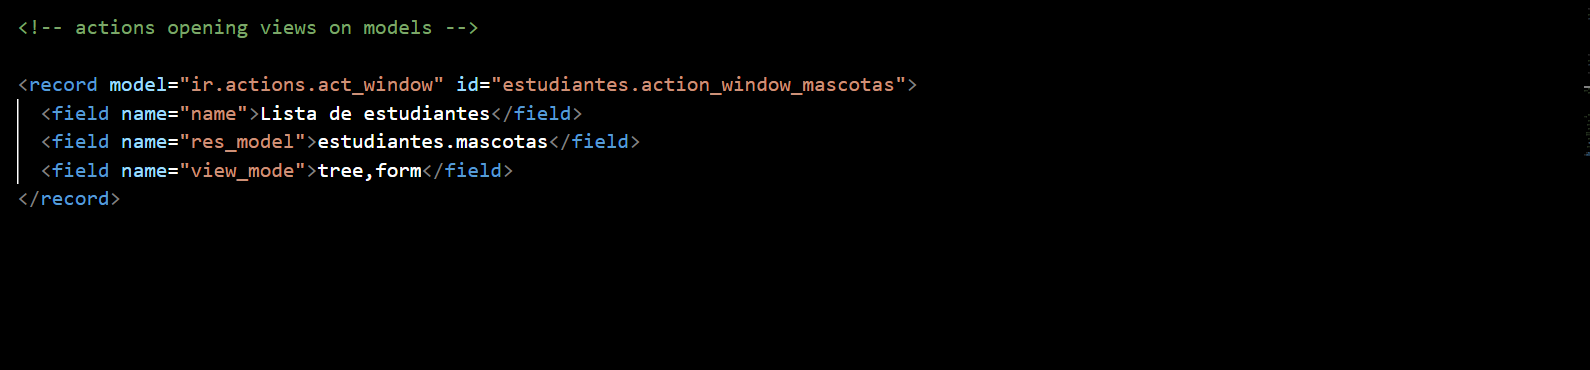 <!-- actions opening views on models -->
<record model="ir.actions.act_window" id="estudiantes.action_window_mascotas">
<field name="name">Lista de estudiantes</field>
<field name="res_model">estudiantes.mascotas</field>
<field name="view_mode">tree,form</field>
</record>